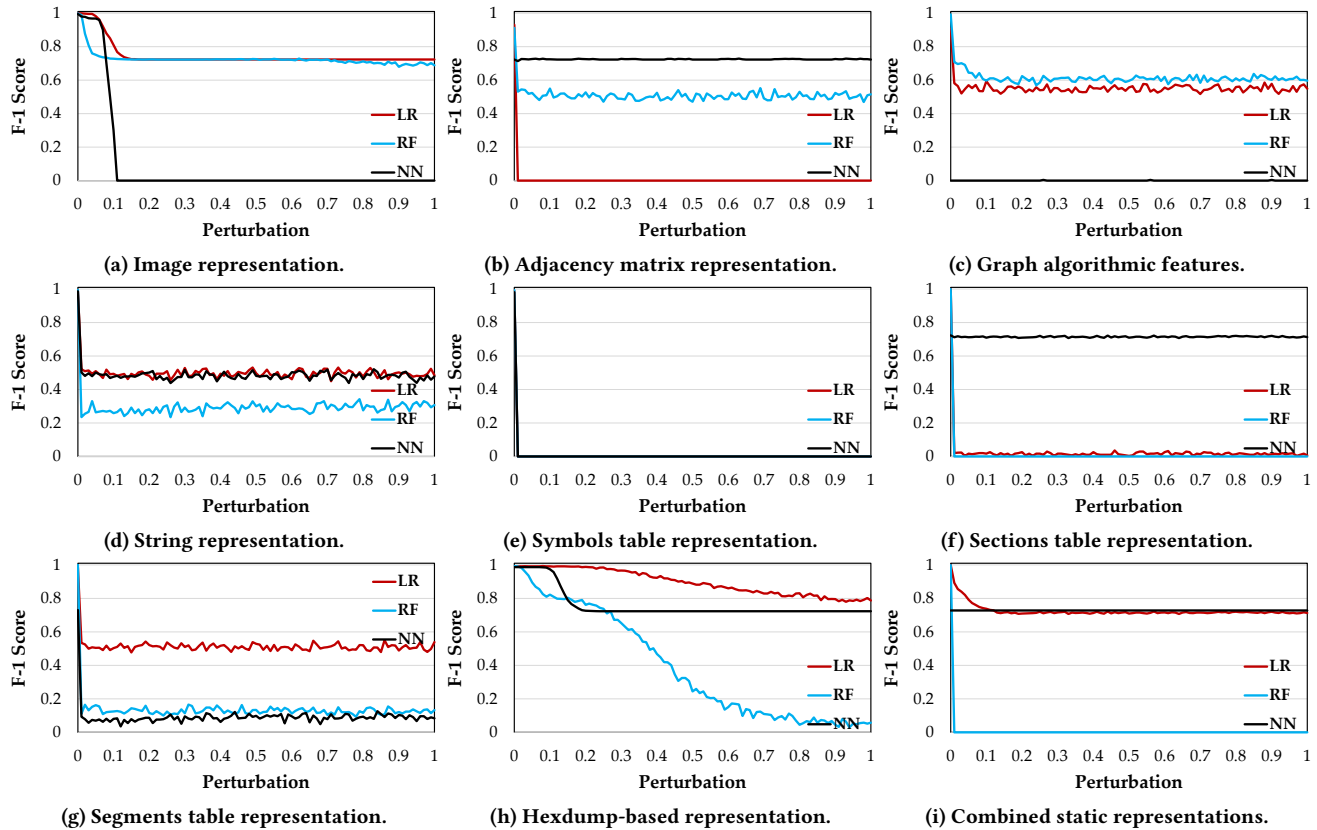 1
0.8
0.6
0.4
0.2
0
F-1 Score
LR
RF
NN
0 0.1 0.2 0.3 0.4 0.5 0.6 0.7 0.8 0.9 1
Perturbation
(a) Image representation.
1
0.8
0.6
0.4
0.2
0
F-1 Score
LR
RF
NN
0 0.1 0.2 0.3 0.4 0.5 0.6 0.7 0.8 0.9 1
Perturbation
(b) Adjacency matrix representation.
1
0.8
0.6
0.4
0.2
0
F-1 Score
LR
RF
NN
0 0.1 0.2 0.3 0.4 0.5 0.6 0.7 0.8 0.9 1
Perturbation
(c) Graph algorithmic features.
1
0.8
0.6
0.4
0.2
0
F-1 Score
LR
RF
NN
0 0.1 0.2 0.3 0.4 0.5 0.6 0.7 0.8 0.9 1
Perturbation
(d) String representation.
1
0.8
0.6
0.4
0.2
0
F-1 Score
LR
RF
NN
0 0.1 0.2 0.3 0.4 0.5 0.6 0.7 0.8 0.9 1
Perturbation
(e) Symbols table representation.
1
0.8
0.6
0.4
0.2
0
F-1 Score
LR
RF
NN
0 0.1 0.2 0.3 0.4 0.5 0.6 0.7 0.8 0.9 1
Perturbation
(f) Sections table representation.
1
0.8
0.6
0.4
0.2
0
F-1 Score
LR
RF
NN
0 0.1 0.2 0.3 0.4 0.5 0.6 0.7 0.8 0.9 1
Perturbation
(g) Segments table representation.
1
0.8
0.6
0.4
0.2
0
F-1 Score
LR
RF
NN
0 0.1 0.2 0.3 0.4 0.5 0.6 0.7 0.8 0.9 1
Perturbation
(h) Hexdump-based representation.
1
0.8
0.6
0.4
0.2
0
F-1 Score
LR
RF
NN
0 0.1 0.2 0.3 0.4 0.5 0.6 0.7 0.8 0.9 1
Perturbation
(i) Combined static representations.